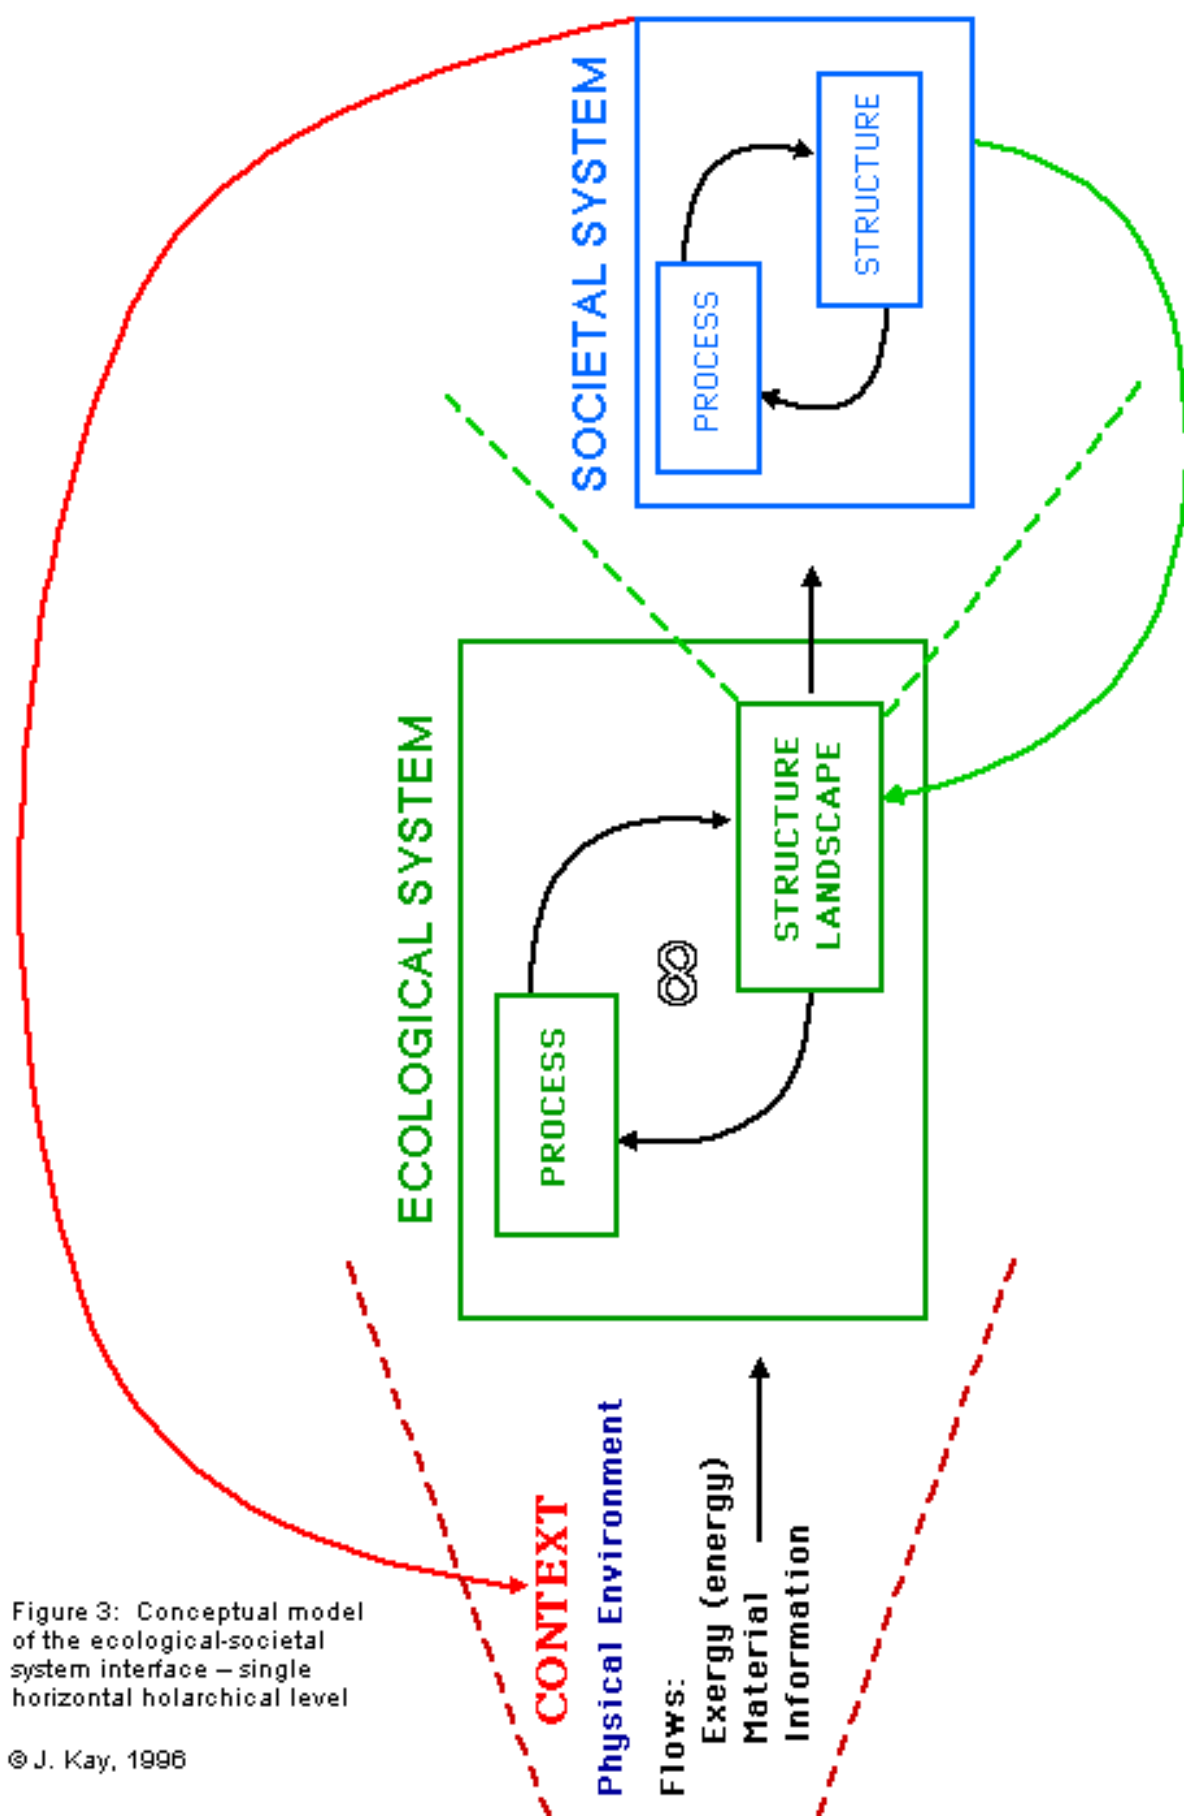 SOCIETAL SYSTEM
PROCESS
STRUCTURE
ECOLOGICAL SYSTEM
PROCESS
STRUCTURE
LANDSCAPE
∞
CONTEXT
Physical Environment
Flows:
Exergy (energy)
Material
Information
Figure 3: Conceptual model
of the ecological-societal
system interface – single
horizontal holarchical level
© J. Kay, 1996